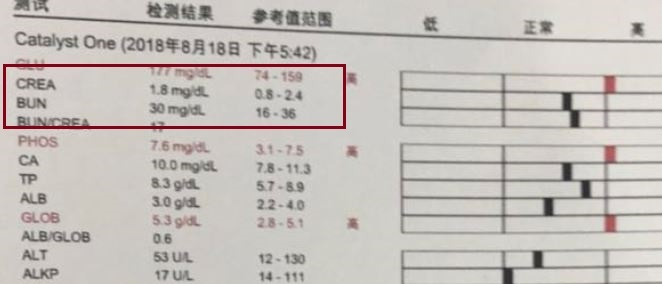 测试 检测结果 参考值范围 低 正常 高
Catalyst One (2018年8月18日 下午5:42)
GLU 177 mg/dL 74 - 159 高
CREA 1.8 mg/dL 0.8 - 2.4
BUN 30 mg/dL 16 - 36
BUN/CREA 17
PHOS 7.6 mg/dL 3.1 - 7.5 高
CA 10.0 mg/dL 7.8 - 11.3
TP 8.3 g/dL 5.7 - 8.9
ALB 3.0 g/dL 2.2 - 4.0
GLOB 5.3 g/dL 2.8 - 5.1 高
ALB/GLOB 0.6
ALT 53 U/L 12 - 130
ALKP 17 U/L 14 - 111